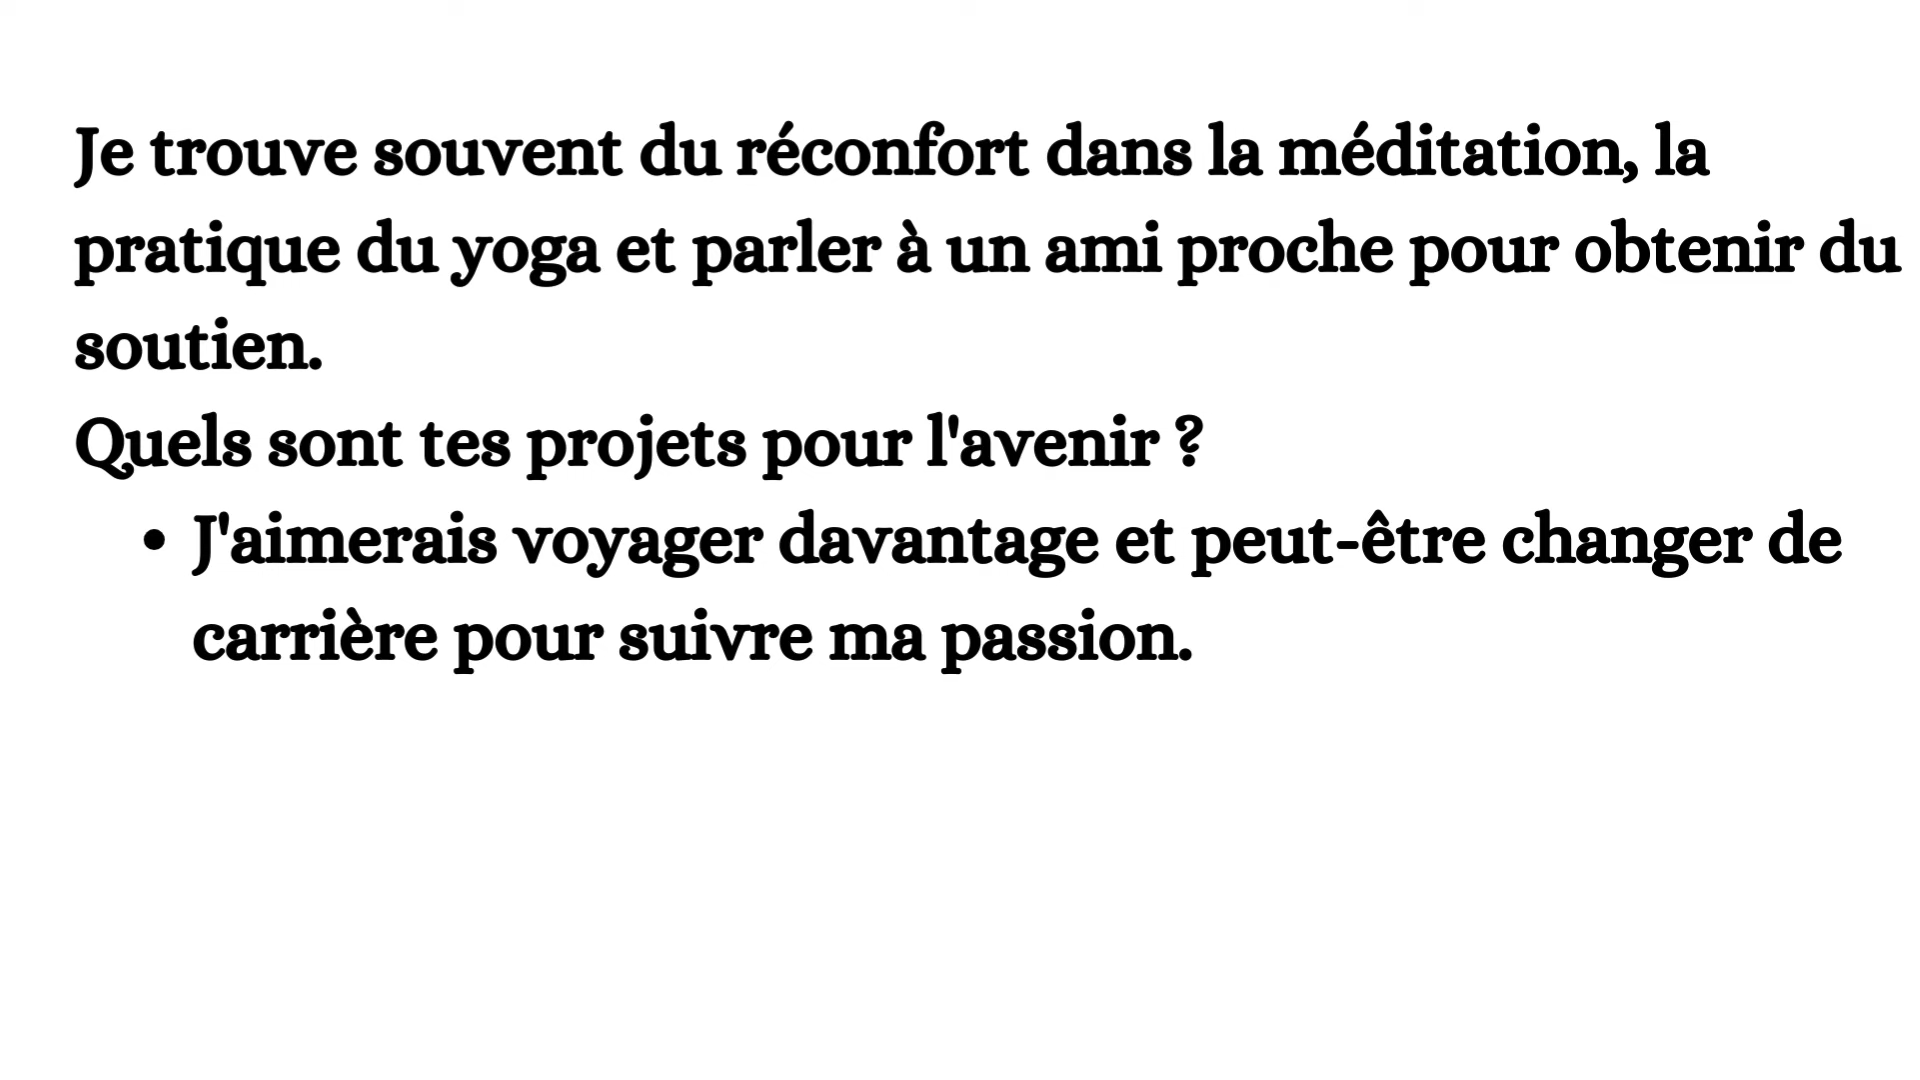 Je trouve souvent du réconfort dans la méditation, la
pratique du yoga et parler à un ami proche pour obtenir du
soutien.
Quels sont tes projets pour l'avenir ?
• J'aimerais voyager davantage et peut-être changer de
carrière pour suivre ma passion.